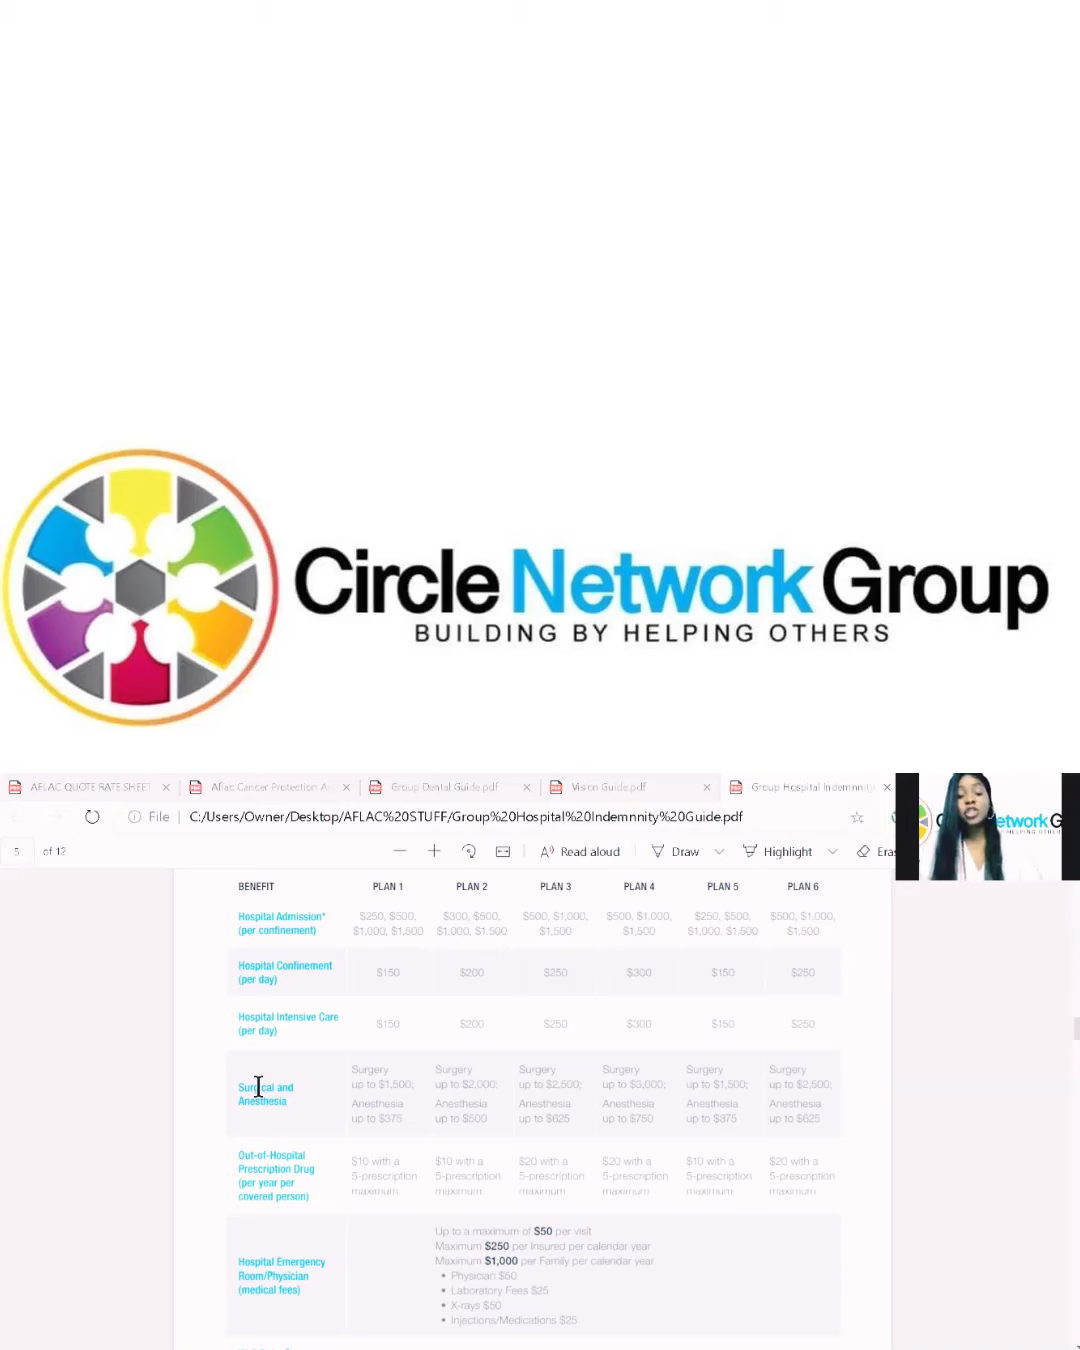 Circle Network Group
BUILDING BY HELPING OTHERS
AFLAC QUOTE RATE SHEET
Aflac Cancer Protection A
Group Dental Guide.pdf
Vision Guide.pdf
Group Hospital Indemnnity
File
C:/Users/Owner/Desktop/AFLAC%20STUFF/Group%20Hospital%20Indemnnity%20Guide.pdf
5 of 12
Read aloud
Draw
Highlight
Eras
etwork G
BENEFIT PLAN 1 PLAN 2 PLAN 3 PLAN 4 PLAN 5 PLAN 6
Hospital Admission* $250, $500, $300, $500, $500, $1,000, $500, $1,000, $250, $500, $500, $1,000,
(per confinement) $1,000, $1,500 $1,000, $1,500 $1,500 $1,500 $1,000, $1,500 $1,500
Hospital Confinement
(per day) $150 $200 $250 $300 $150 $250
Hospital Intensive Care
(per day) $150 $200 $250 $300 $150 $250
Surgical and
Anesthesia
Surgery Surgery Surgery Surgery Surgery Surgery
up to $1,500; up to $2,000; up to $2,500; up to $3,000; up to $1,500; up to $2,500;
Anesthesia Anesthesia Anesthesia Anesthesia Anesthesia Anesthesia
up to $375 up to $500 up to $625 up to $750 up to $375 up to $625
Out-of-Hospital
Prescription Drug
(per year per
covered person)
$10 with a $10 with a $20 with a $20 with a $10 with a $20 with a
5-prescription 5-prescription 5-prescription 5-prescription 5-prescription 5-prescription
maximum maximum maximum maximum maximum maximum
Hospital Emergency
Room/Physician
(medical fees)
Up to a maximum of $50 per visit
Maximum $250 per Insured per calendar year
Maximum $1,000 per Family per calendar year
• Physician $50
• Laboratory Fees $25
• X-rays $50
• Injections/Medications $25